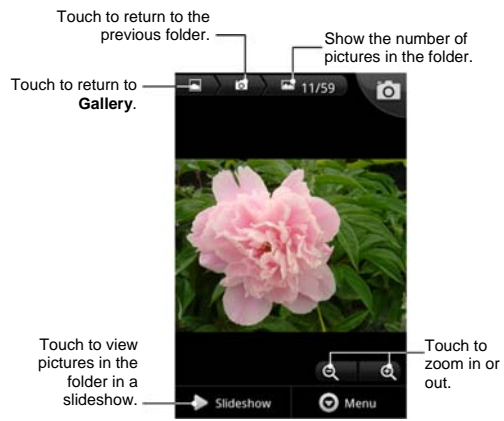 Touch to return to the
previous folder.
Show the number of
pictures in the folder.
Touch to return to
Gallery.
11/59
Touch to view
pictures in the
folder in a
slideshow.
Touch to
zoom in or
out.
Slideshow
Menu